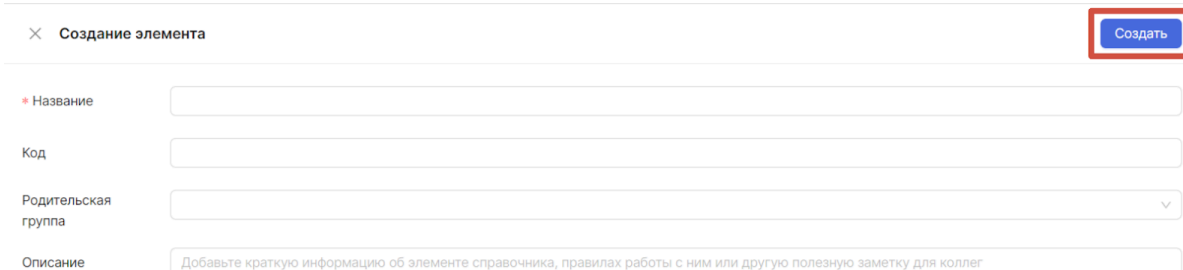 Создание элемента
Создать
* Название
Код
Родительская
группа
Описание
Добавьте краткую информацию об элементе справочника, правилах работы с ним или другую полезную заметку для коллег